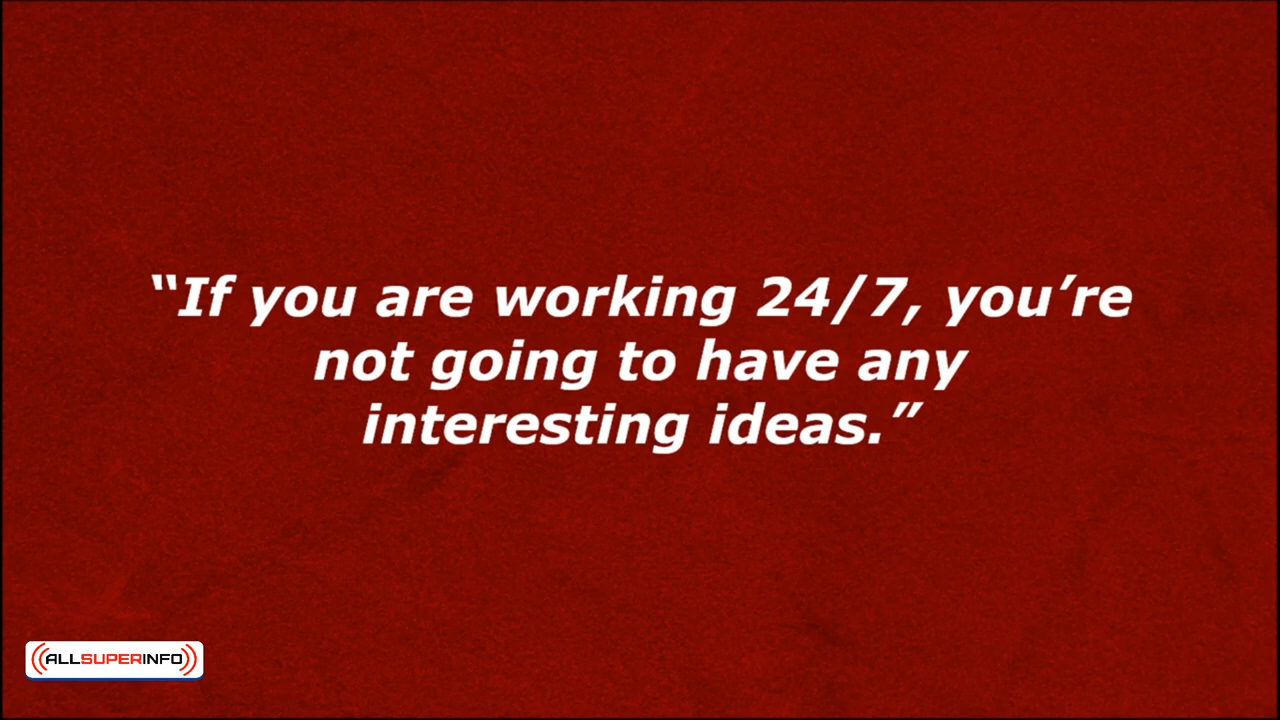 “If you are working 24/7, you’re
not going to have any
interesting ideas.”
ALLSUPERINFO